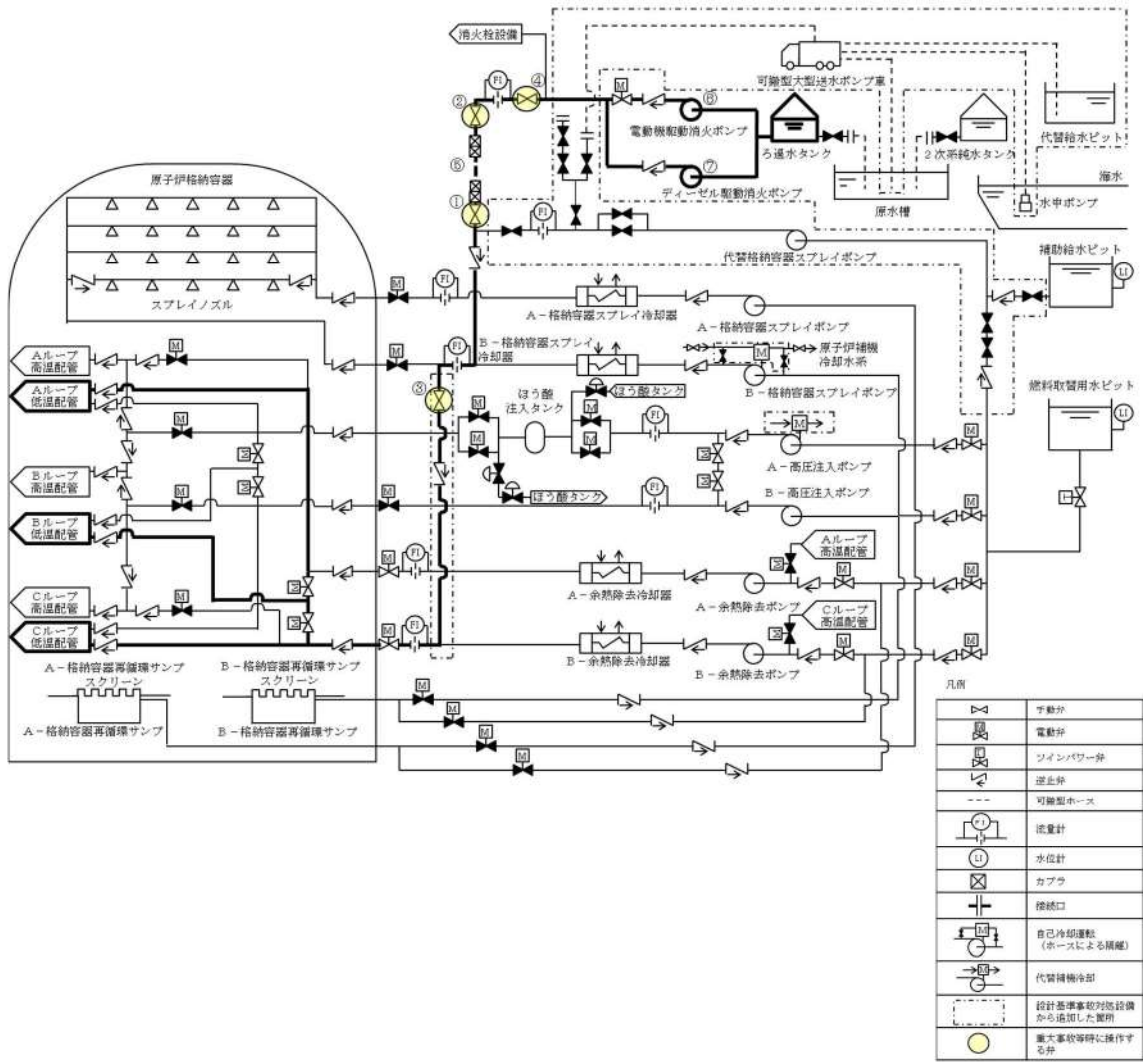 消火栓設備
FI
④
②
M
⑥
電動機駆動消火ポンプ
⑤
⑦
ディーゼル駆動消火ポンプ
①
FI
可搬型大型送水ポンプ車
ろ過水タンク
2次系純水タンク
代替給水ピット
原水槽
海水
水中ポンプ
代替格納容器スプレイポンプ
補助給水ピット
LI
原子炉格納容器
スプレイノズル
M
FI
A-格納容器スプレイ冷却器
A-格納容器スプレイポンプ
B-格納容器スプレイ
冷却器
M
FI
M
原子炉補機
冷却水系
B-格納容器スプレイポンプ
燃料取替用水ピット
LI
③
ほう酸
注入タンク
ほう酸タンク
M
M
M
M
FI
M
A-高圧注入ポンプ
M
ほう酸タンク
M
M
M
FI
B-高圧注入ポンプ
M
Aループ
高温配管
M
Aループ
低温配管
M
M
Bループ
高温配管
M
M
Bループ
低温配管
Cループ
高温配管
M
M
Cループ
低温配管
M
M
FI
A-余熱除去冷却器
A-余熱除去ポンプ
Aループ
高温配管
M
M
M
M
FI
B-余熱除去冷却器
B-余熱除去ポンプ
Cループ
高温配管
M
M
M
A-格納容器再循環サンプ
スクリーン
B-格納容器再循環サンプ
スクリーン
A-格納容器再循環サンプ
B-格納容器再循環サンプ
M
M
M
M
凡例
手動弁
M
電動弁
ツインパワー弁
逆止弁
可搬型ホース
FI
流量計
LI
水位計
カプラ
接続口
M
自己冷却運転
(ホースによる隔離)
M
代替補機冷却
設計基準事故対処設備
から追加した箇所
重大事故等時に操作す
る弁